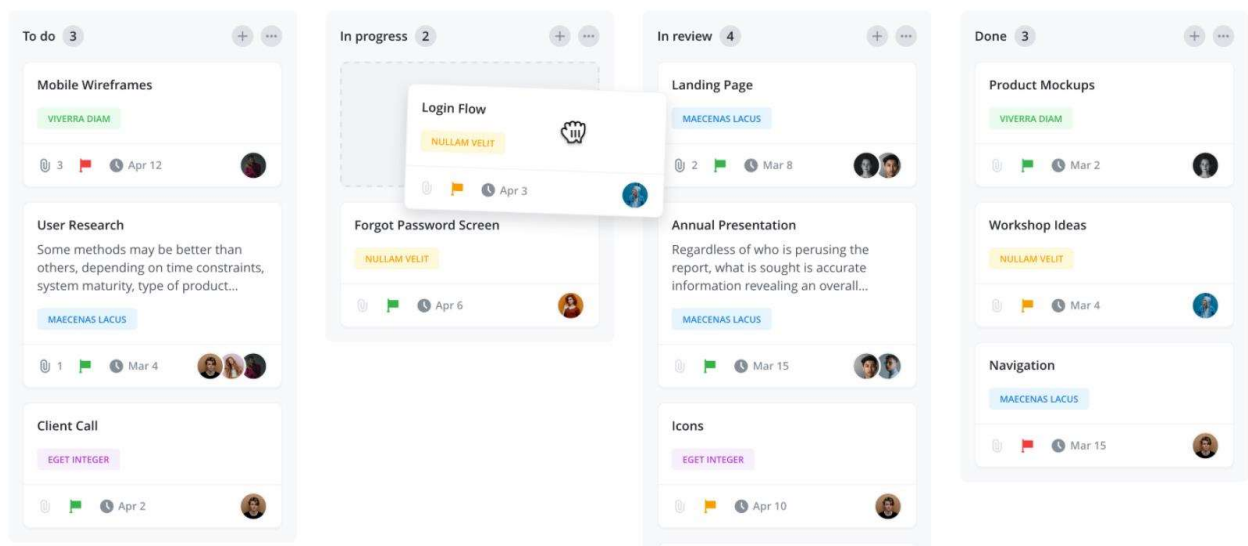 To do 3
Mobile Wireframes
VIVERRA DIAM
3 Apr 12
User Research
Some methods may be better than
others, depending on time constraints,
system maturity, type of product...
MAECENAS LACUS
1 Mar 4
Client Call
EGET INTEGER
Apr 2
In progress 2
Login Flow
NULLAM VELIT
Apr 3
Forgot Password Screen
NULLAM VELIT
Apr 6
In review 4
Landing Page
MAECENAS LACUS
2 Mar 8
Annual Presentation
Regardless of who is perusing the
report, what is sought is accurate
information revealing an overall...
MAECENAS LACUS
Mar 15
Icons
EGET INTEGER
Apr 10
Done 3
Product Mockups
VIVERRA DIAM
Mar 2
Workshop Ideas
NULLAM VELIT
Mar 4
Navigation
MAECENAS LACUS
Mar 15